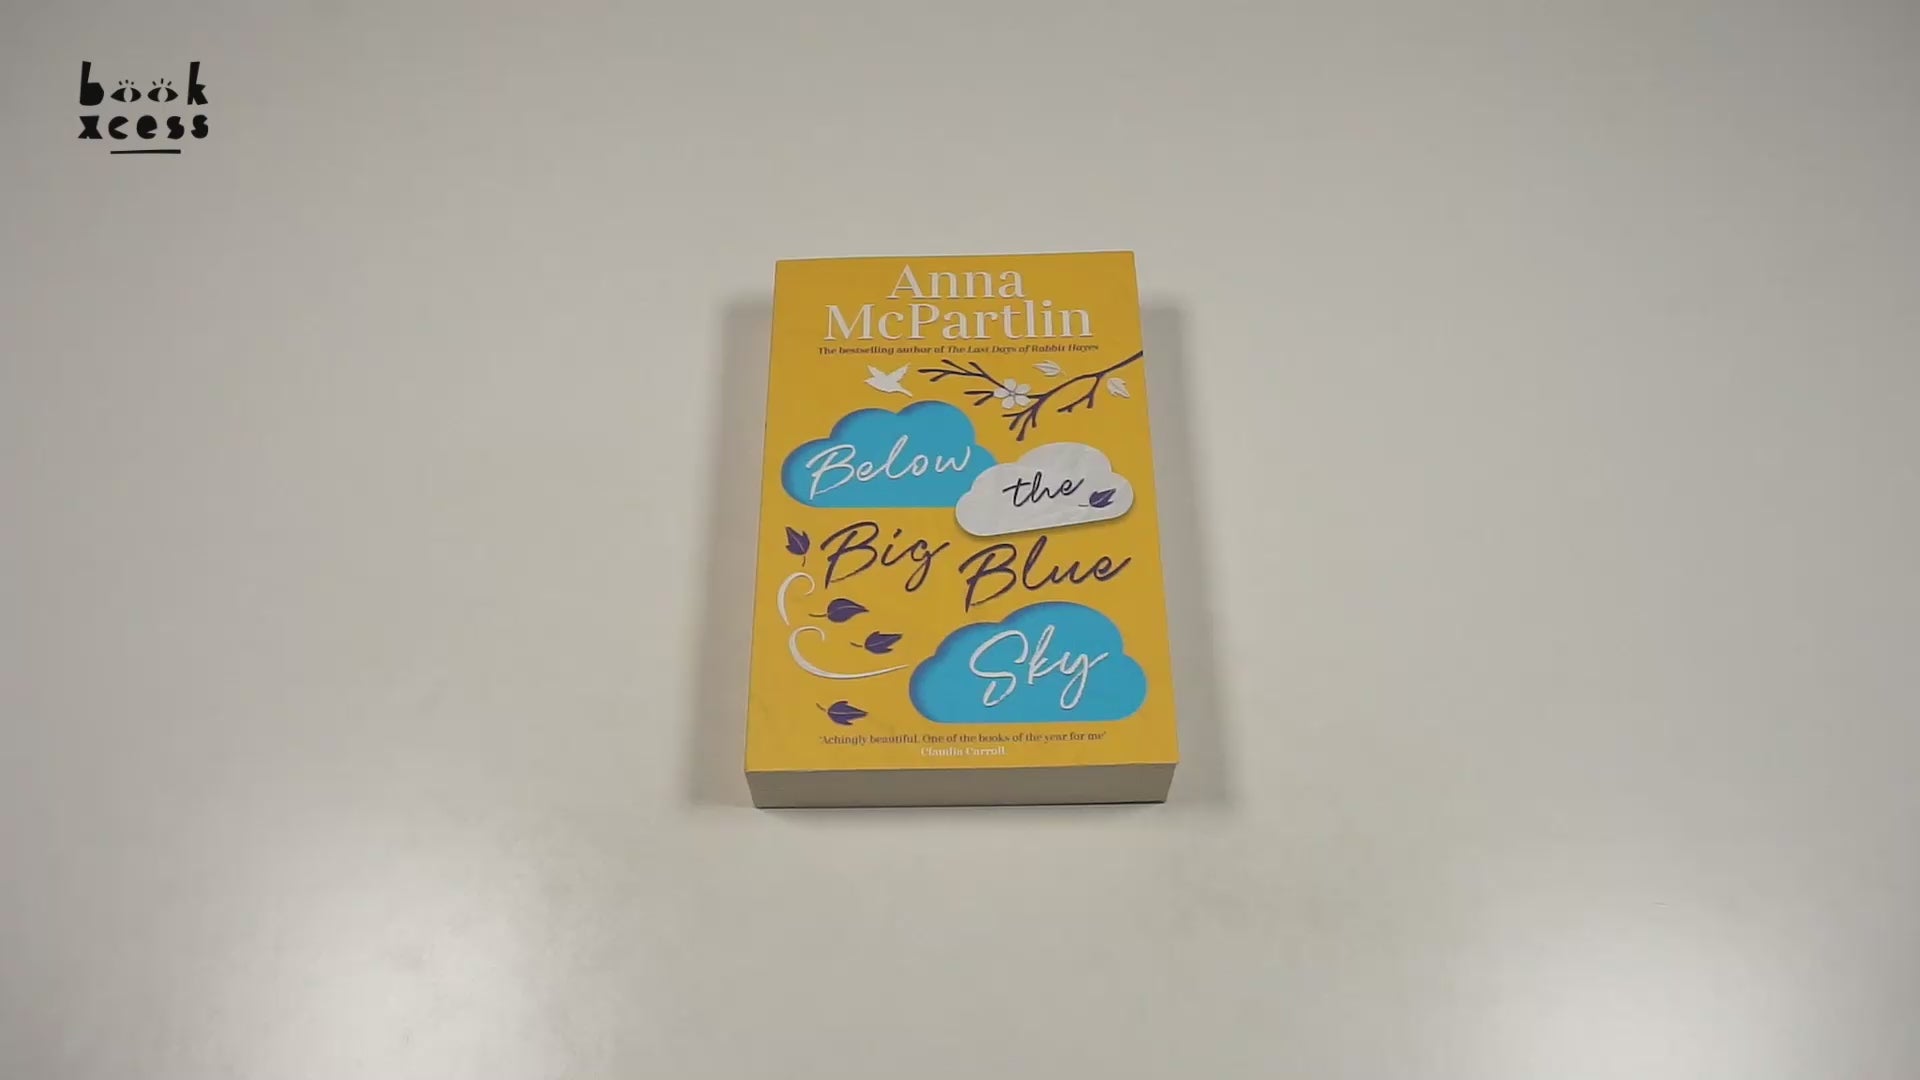 book
xcess
Anna
McPartlin
The bestselling author of The Last Days of Rabbit Hayes
Below
the
Big Blue
Sky
'Achingly beautiful. One of the books of the year for me'
Claudia Carroll